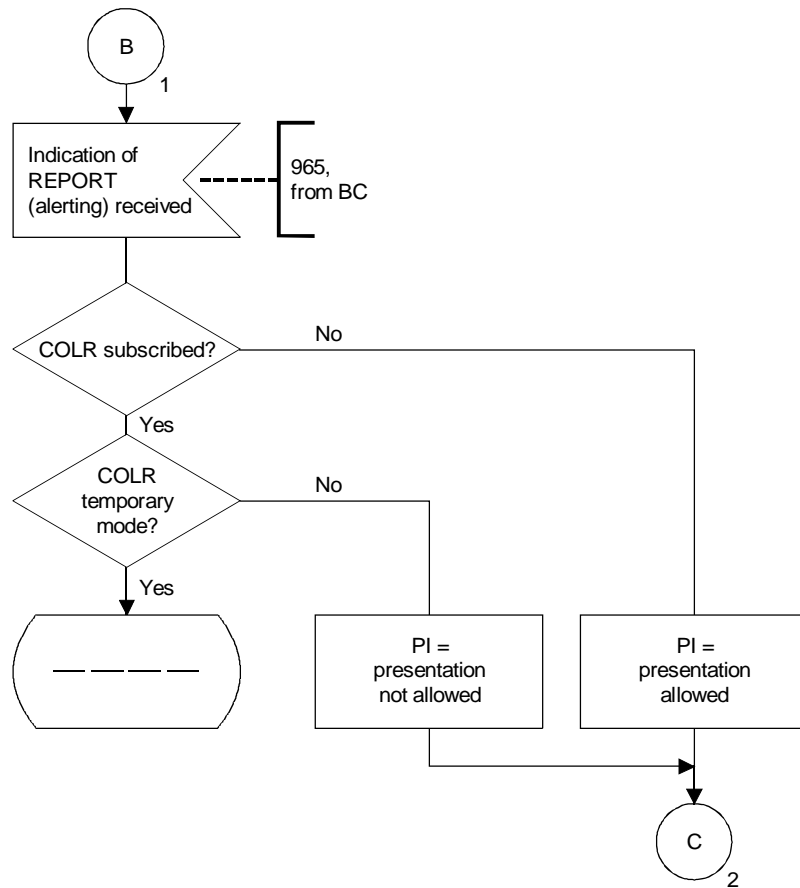 B
1
Indication of
REPORT
(alerting) received
965,
from BC
COLR subscribed?
No
Yes
COLR
temporary
mode?
No
Yes
PI =
presentation
not allowed
PI =
presentation
allowed
C
2